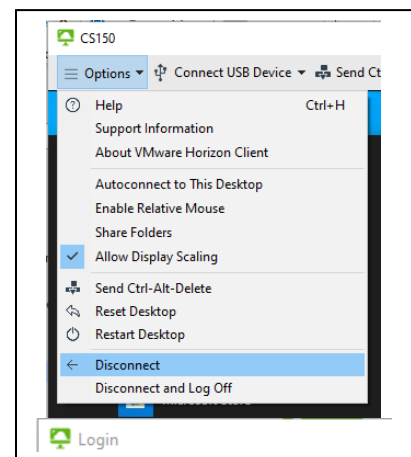 CS150
Options Connect USB Device Send Ct
Help Ctrl+H
Support Information
About VMware Horizon Client
Autoconnect to This Desktop
Enable Relative Mouse
Share Folders
Allow Display Scaling
Send Ctrl-Alt-Delete
Reset Desktop
Restart Desktop
Disconnect
Disconnect and Log Off
Login